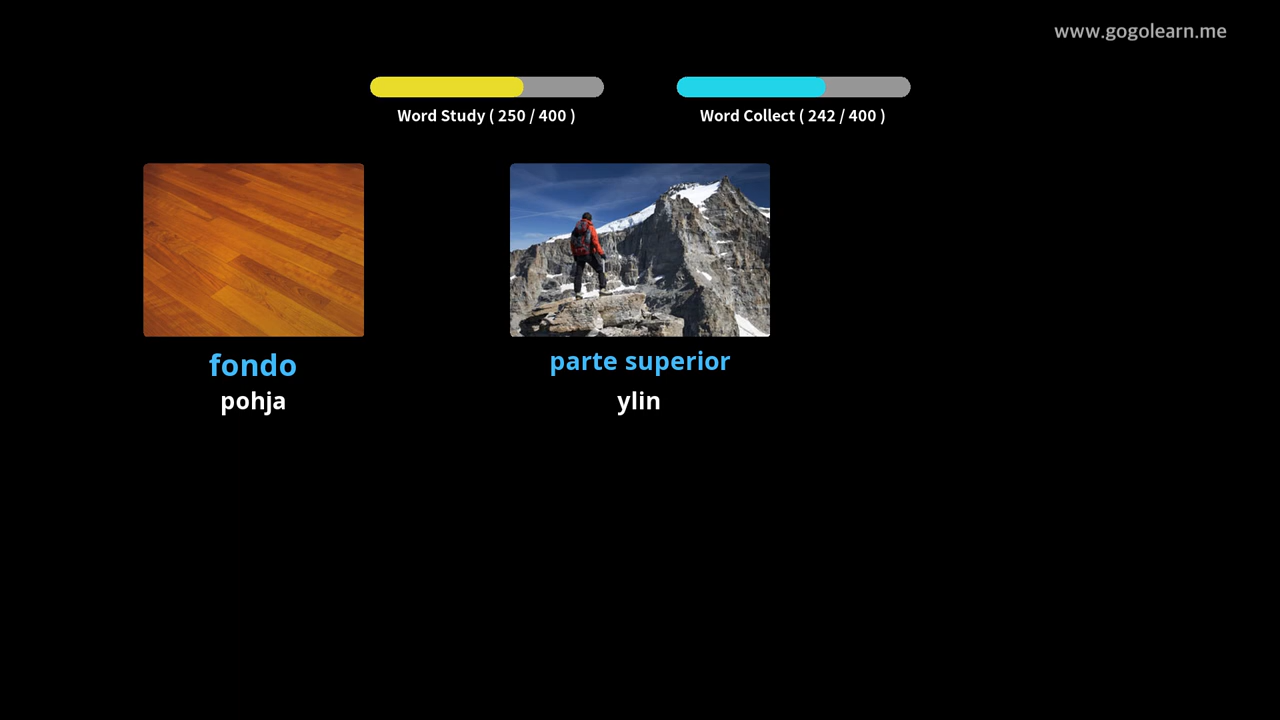 www.gogolearn.me
Word Study ( 250 / 400 )
Word Collect ( 242 / 400 )
fondo
pohja
parte superior
ylin